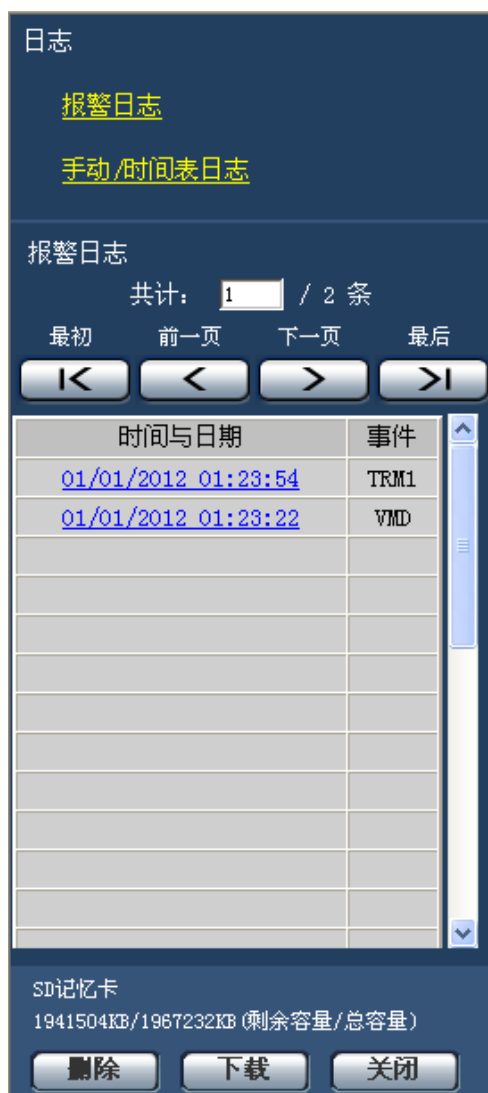 日志
报警日志
手动/时间表日志
报警日志
共计: 1 / 2 条
最初 前一页 下一页 最后
时间与日期 事件
01/01/2012 01:23:54 TRM1
01/01/2012 01:23:22 VMD
SD记忆卡
1941504KB/1967232KB(剩余容量/总容量)
删除 下载 关闭